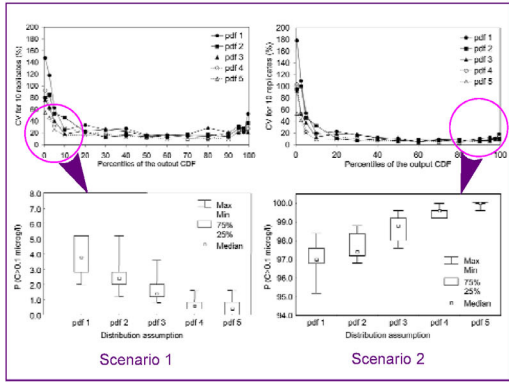 200
180
160
140
120
100
80
60
40
20
0
CV for 10 replicates (%)
pdf 1
pdf 2
pdf 3
pdf 4
pdf 5
0 10 20 30 40 50 60 70 80 90 100
Percentiles of the output CDF
200
180
160
140
120
100
80
60
40
20
0
CV for 10 replicates (%)
pdf 1
pdf 2
pdf 3
pdf 4
pdf 5
0 10 20 30 40 50 60 70 80 90 100
Percentiles of the output CDF
8.0
7.0
6.0
5.0
4.0
3.0
2.0
1.0
0.0
P (C>0.1 microg/l)
Max
Min
75%
25%
Median
pdf 1 pdf 2 pdf 3 pdf 4 pdf 5
Distribution assumption
Scenario 1
100.0
99.0
98.0
97.0
96.0
95.0
94.0
P (C>0.1 microg/l)
Max
Min
75%
25%
Median
pdf 1 pdf 2 pdf 3 pdf 4 pdf 5
Distribution assumption
Scenario 2